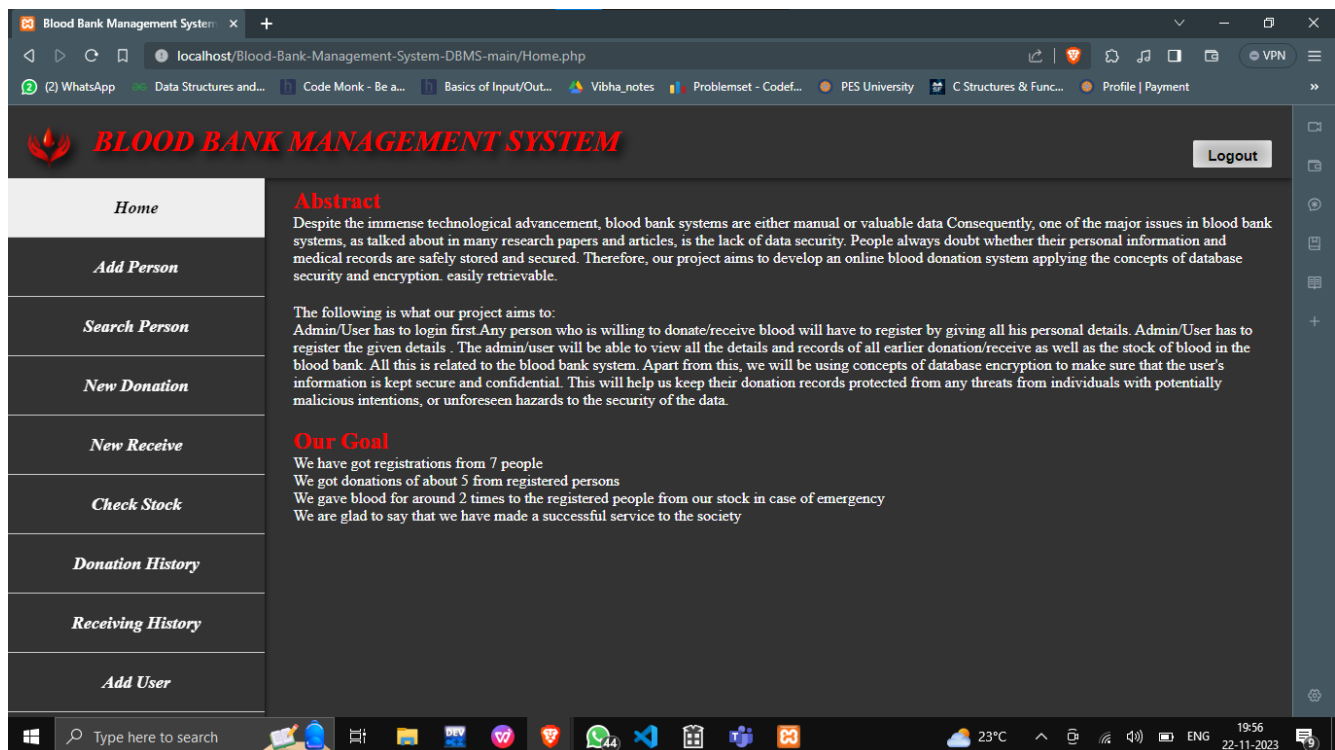 Blood Bank Management System
localhost/Blood-Bank-Management-System-DBMS-main/Home.php
VPN
(2) WhatsApp
Data Structures and...
Code Monk - Be a...
Basics of Input/Out...
Vibha_notes
Problemset - Codef...
PES University
C Structures & Func...
Profile | Payment
»
BLOOD BANK MANAGEMENT SYSTEM
Logout
Home
Add Person
Search Person
New Donation
New Receive
Check Stock
Donation History
Receiving History
Add User
Abstract
Despite the immense technological advancement, blood bank systems are either manual or valuable data Consequently, one of the major issues in blood bank
systems, as talked about in many research papers and articles, is the lack of data security. People always doubt whether their personal information and
medical records are safely stored and secured. Therefore, our project aims to develop an online blood donation system applying the concepts of database
security and encryption. easily retrievable.
The following is what our project aims to:
Admin/User has to login first.Any person who is willing to donate/receive blood will have to register by giving all his personal details. Admin/User has to
register the given details . The admin/user will be able to view all the details and records of all earlier donation/receive as well as the stock of blood in the
blood bank. All this is related to the blood bank system. Apart from this, we will be using concepts of database encryption to make sure that the user's
information is kept secure and confidential. This will help us keep their donation records protected from any threats from individuals with potentially
malicious intentions, or unforeseen hazards to the security of the data.
Our Goal
We have got registrations from 7 people
We got donations of about 5 from registered persons
We gave blood for around 2 times to the registered people from our stock in case of emergency
We are glad to say that we have made a successful service to the society
Type here to search
DEV
44
23°C
ENG
19:56
22-11-2023
9